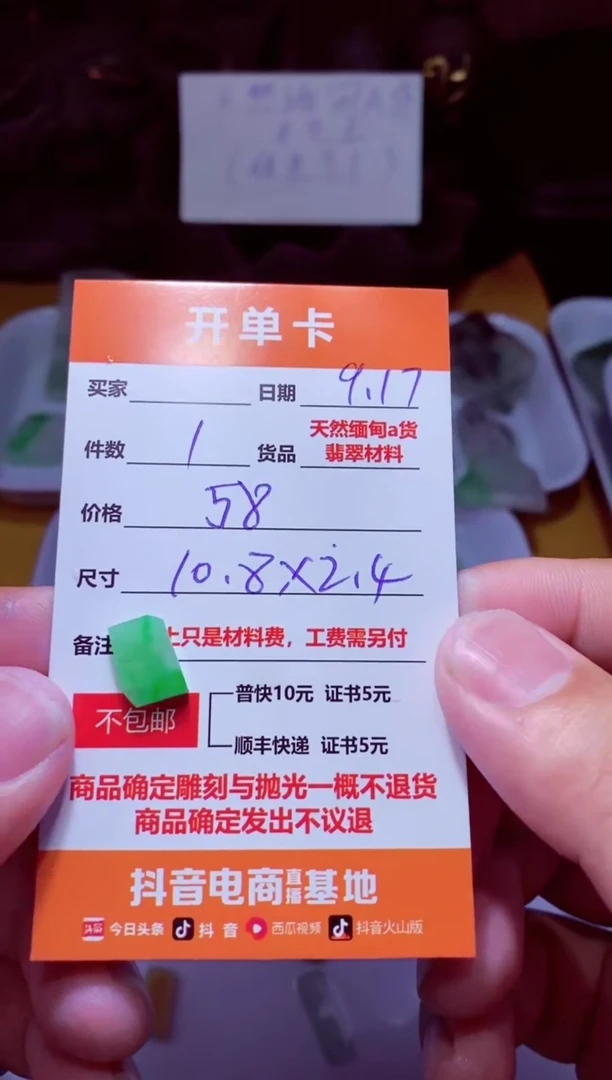 开单卡
买家 日期 9.17
件数 1 货品 天然缅甸a货翡翠材料
价格 58
尺寸 10.8×2.4
备注 上只是材料费，工费需另付
不包邮
普快10元 证书5元
顺丰快递 证书5元
商品确定雕刻与抛光一概不退货
商品确定发出不议退
抖音电商直播基地
头条 今日头条 抖音 西瓜视频 抖音火山版